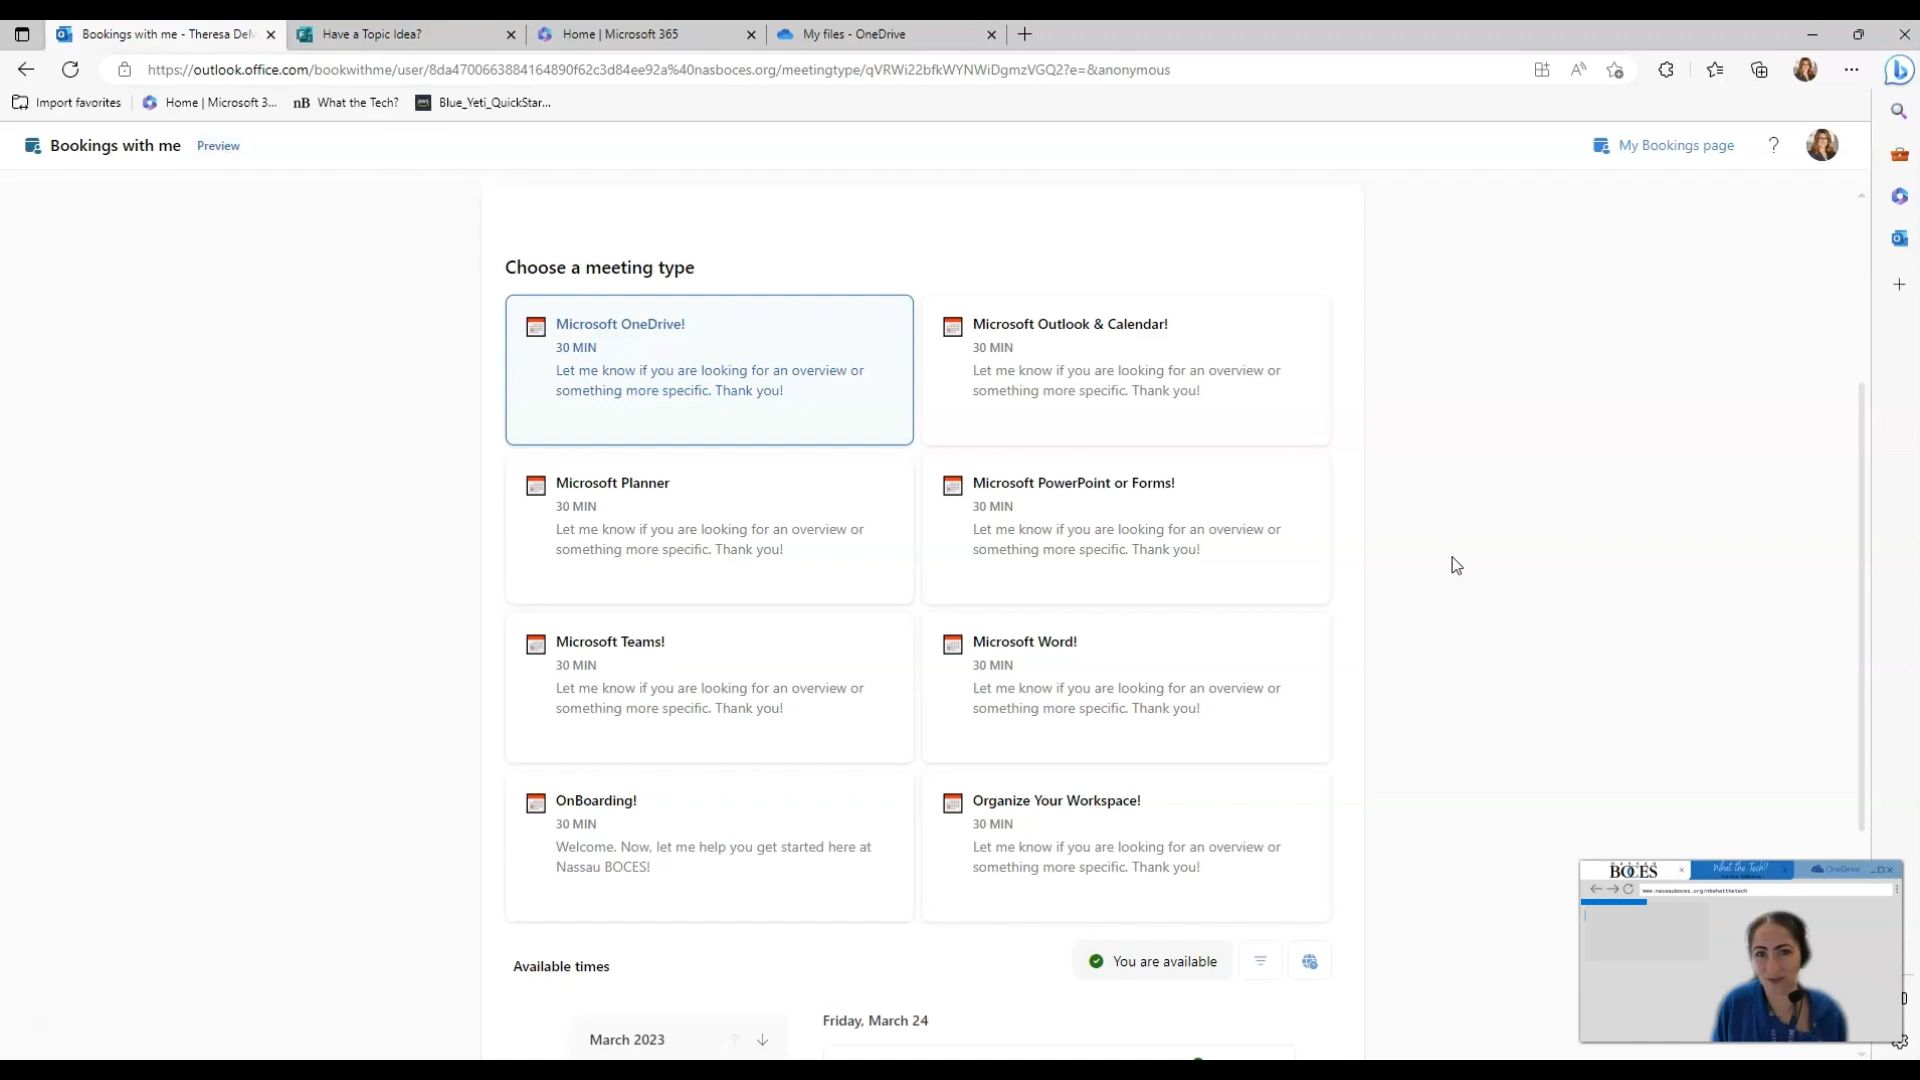 Bookings with me - Theresa Del
Have a Topic Idea?
Home | Microsoft 365
My files - OneDrive
https://outlook.office.com/bookwithme/user/8da4700663884164890f62c3d84ee92a%40nasboces.org/meetingtype/qVRWi22bfkWYNWiDgmzVGQ2?e=&anonymous
Import favorites
Home | Microsoft 3...
nB What the Tech?
Blue_Yeti_QuickStar...
Bookings with me Preview
My Bookings page
?
Choose a meeting type
Microsoft OneDrive!
30 MIN
Let me know if you are looking for an overview or
something more specific. Thank you!
Microsoft Outlook & Calendar!
30 MIN
Let me know if you are looking for an overview or
something more specific. Thank you!
Microsoft Planner
30 MIN
Let me know if you are looking for an overview or
something more specific. Thank you!
Microsoft PowerPoint or Forms!
30 MIN
Let me know if you are looking for an overview or
something more specific. Thank you!
Microsoft Teams!
30 MIN
Let me know if you are looking for an overview or
something more specific. Thank you!
Microsoft Word!
30 MIN
Let me know if you are looking for an overview or
something more specific. Thank you!
OnBoarding!
30 MIN
Welcome. Now, let me help you get started here at
Nassau BOCES!
Organize Your Workspace!
30 MIN
Let me know if you are looking for an overview or
something more specific. Thank you!
Available times
You are available
March 2023
Friday, March 24
NASSAU
BOCES
What the Tech?
OneDrive
www.nassauboces.org/nbwhatthetech